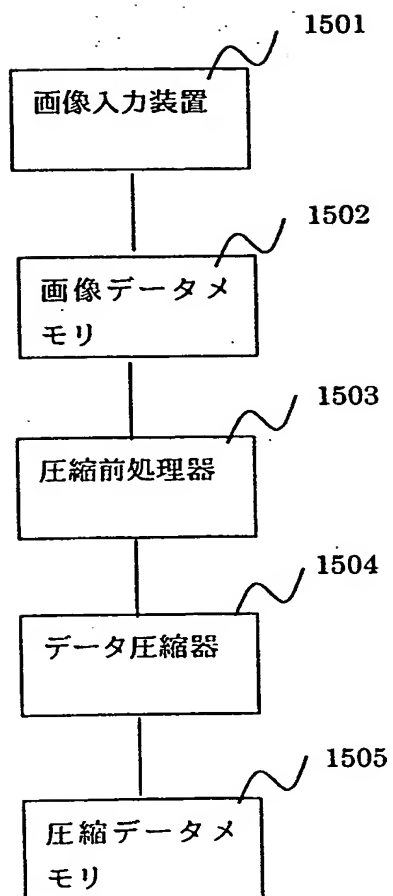 1501
画像入力装置
1502
画像データメ
モリ
1503
圧縮前処理器
1504
データ圧縮器
1505
圧縮データメ
モリ